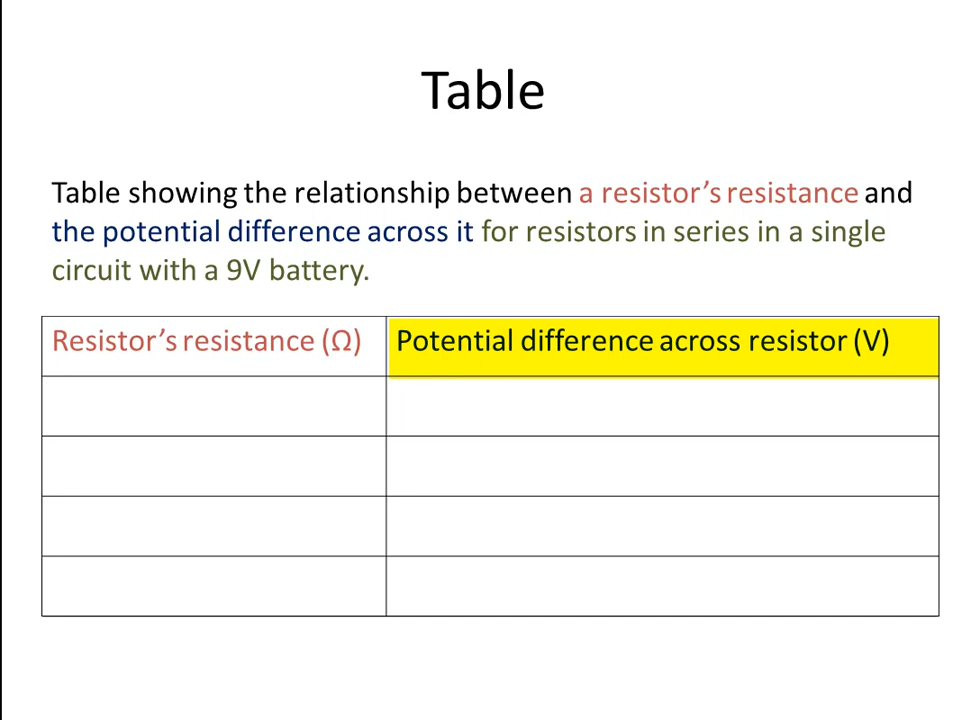 Table
Table showing the relationship between a resistor’s resistance and
the potential difference across it for resistors in series in a single
circuit with a 9V battery.
Resistor’s resistance (Ω)
Potential difference across resistor (V)